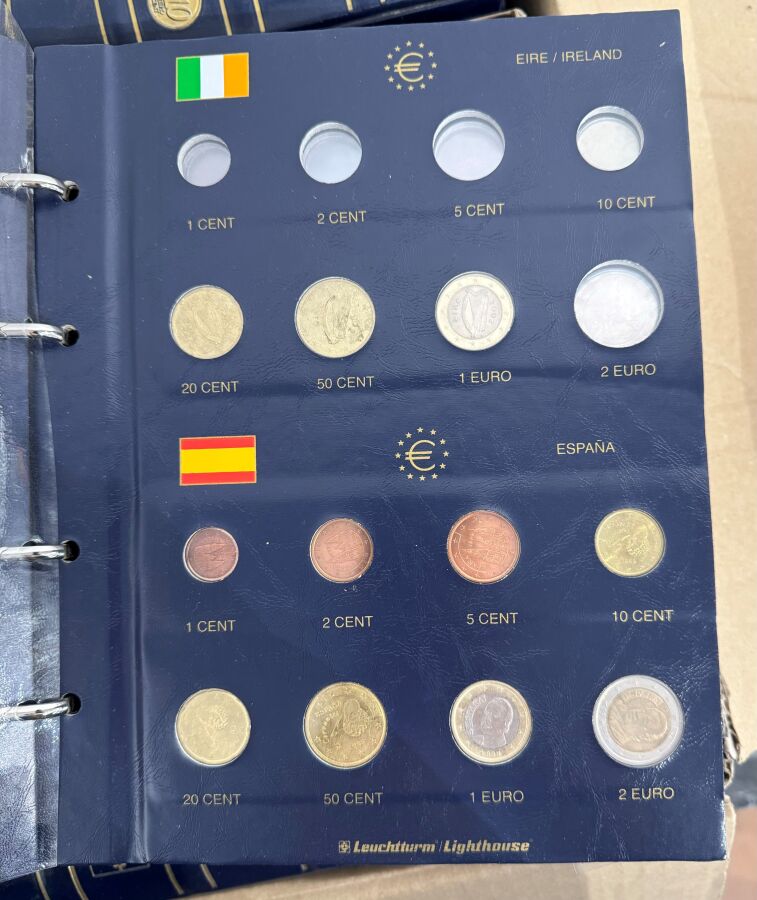 EIRE / IRELAND
1 CENT
2 CENT
5 CENT
10 CENT
20 CENT
50 CENT
1 EURO
2 EURO
ESPAÑA
1 CENT
2 CENT
5 CENT
10 CENT
20 CENT
50 CENT
1 EURO
2 EURO
Leuchtturm / Lighthouse